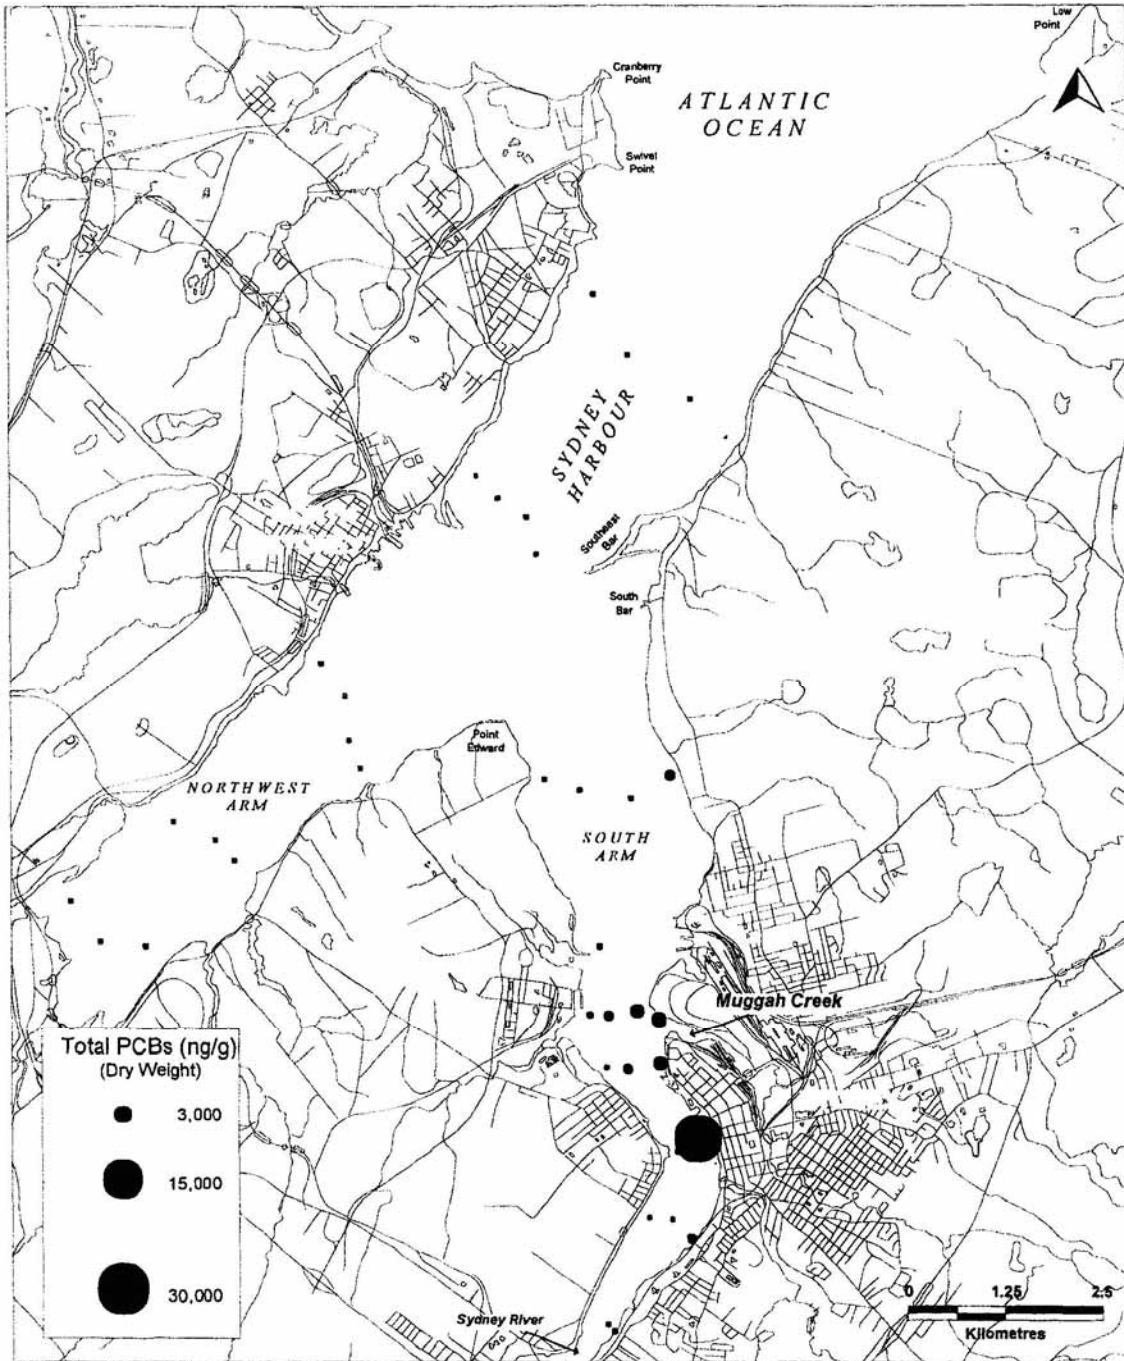 Low
Point
Cranberry
Point
ATLANTIC
OCEAN
Swivel
Point
SYDNEY
HARBOUR
Southeast
Bar
South
Bar
Point
Edward
NORTHWEST
ARM
SOUTH
ARM
Muggah Creek
Total PCBs (ng/g)
(Dry Weight)
3,000
15,000
30,000
Sydney River
0 1.25 2.5
Kilometres